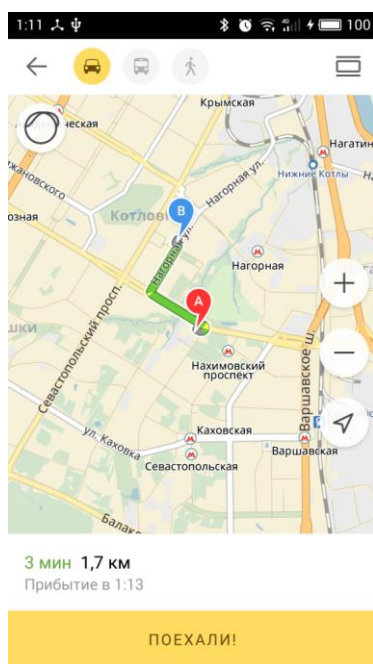 1:11
100
Крымская
ческая
Нагатин
жановского
Нагорная ул.
Нижние Котлы
озная
Котлов
B
Нагорная ул.
Нагорная
A
Севастопольский просп.
шки
Нахимовский
проспект
Варшавское ш.
ул. Каховка
Каховская
Севастопольская
Варшавская
Балак
3 мин 1,7 км
Прибытие в 1:13
ПОЕХАЛИ!